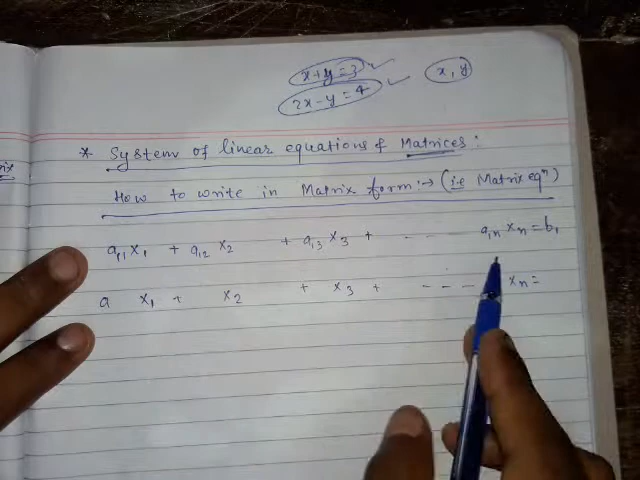 x+y=3 x, y
2x-y=4
* System of linear equations & Matrices:
How to write in Matrix form:→ (ie Matrix eqⁿ)
a₁₁x₁ + a₁₂x₂ + a₁₃x₃ + - - - a₁ₙxₙ=b₁
a x₁ + x₂ + x₃ + - - - - xₙ=